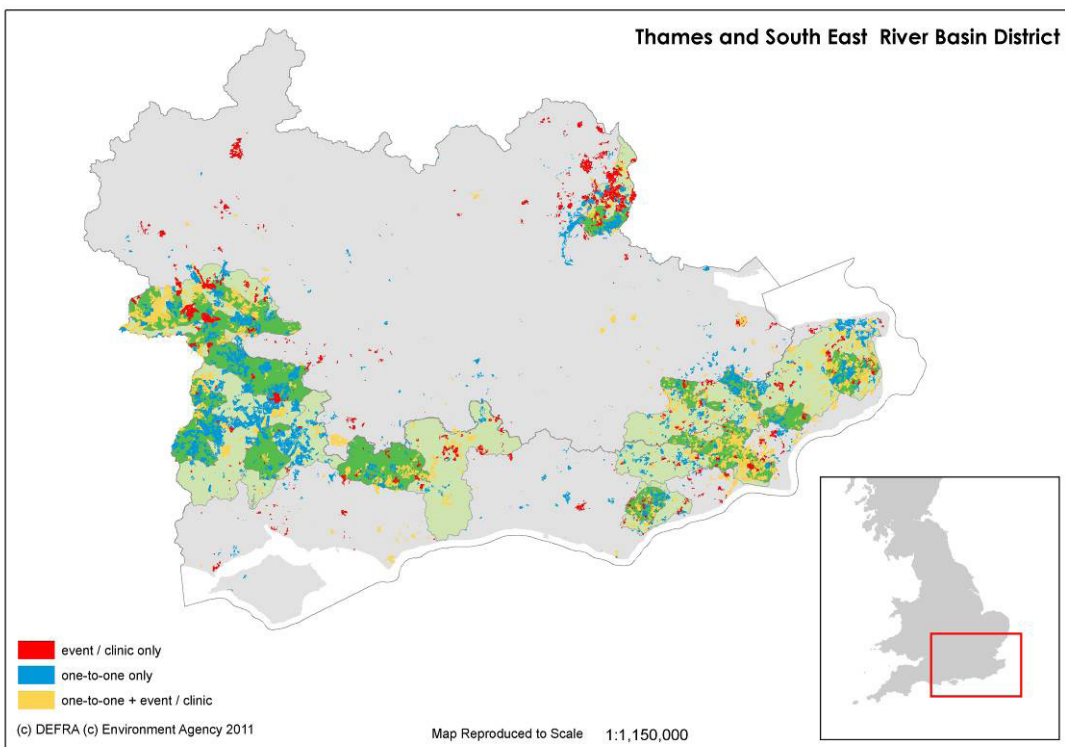 Thames and South East River Basin District
event / clinic only
one-to-one only
one-to-one + event / clinic
(c) DEFRA (c) Environment Agency 2011
Map Reproduced to Scale 1:1,150,000